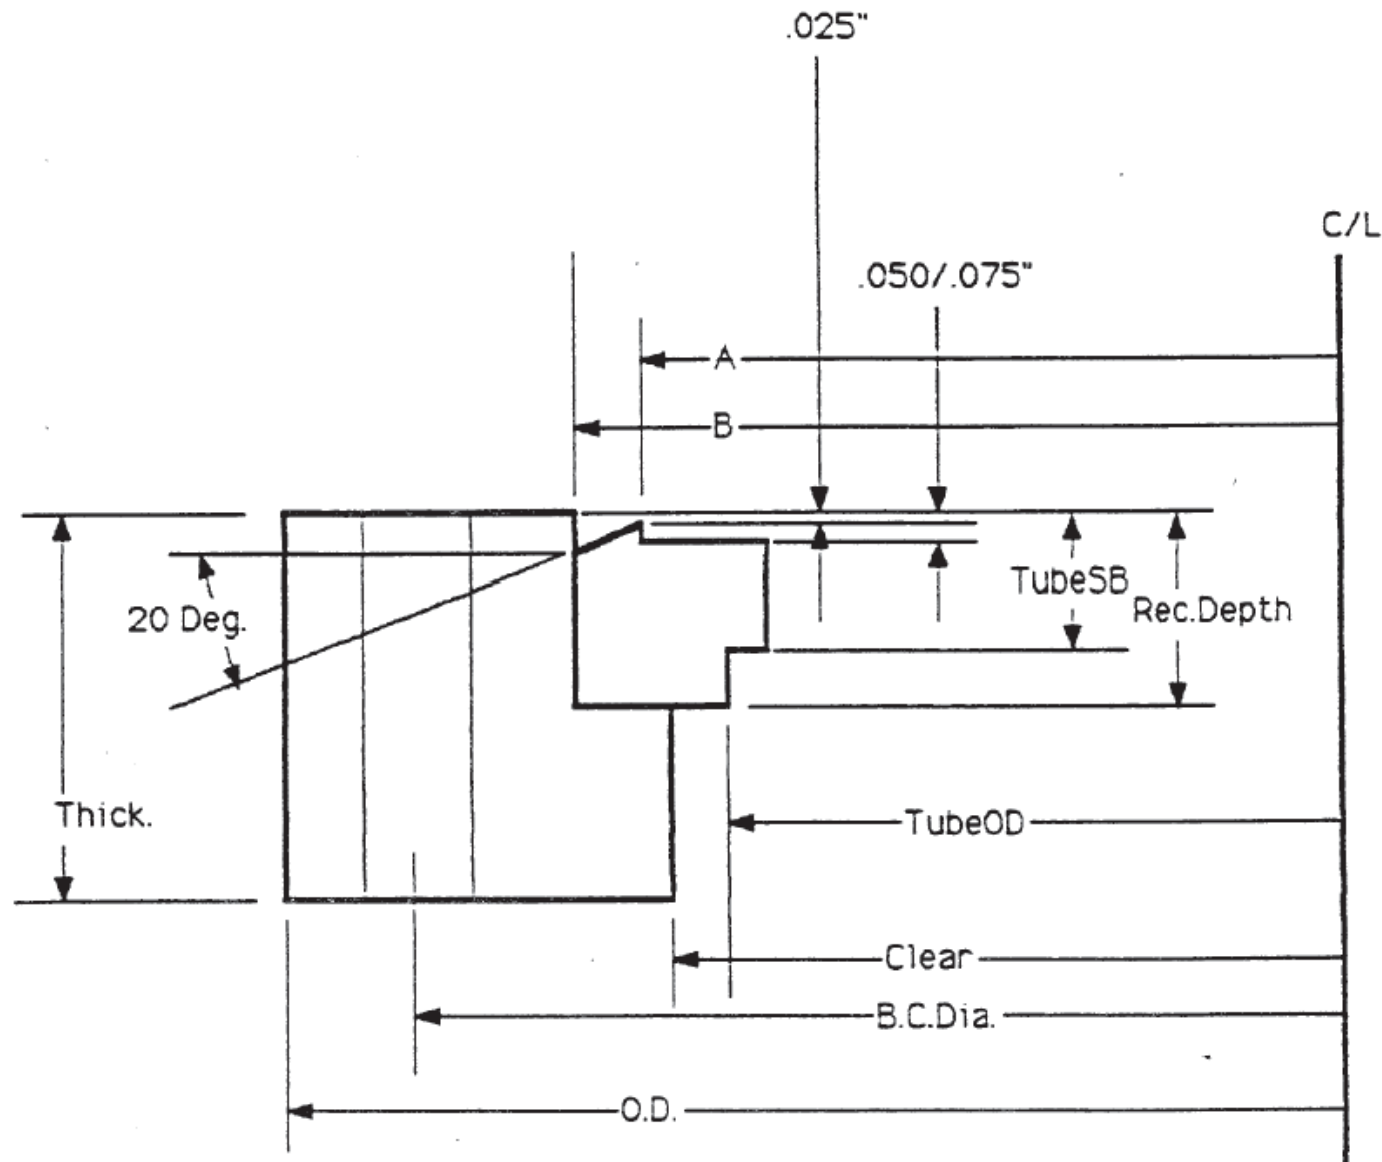 .025"
C/L
.050/.075"
A
B
TubeSB
Rec.Depth
20 Deg.
Thick.
TubeOD
Clear
B.C.Dia.
O.D.